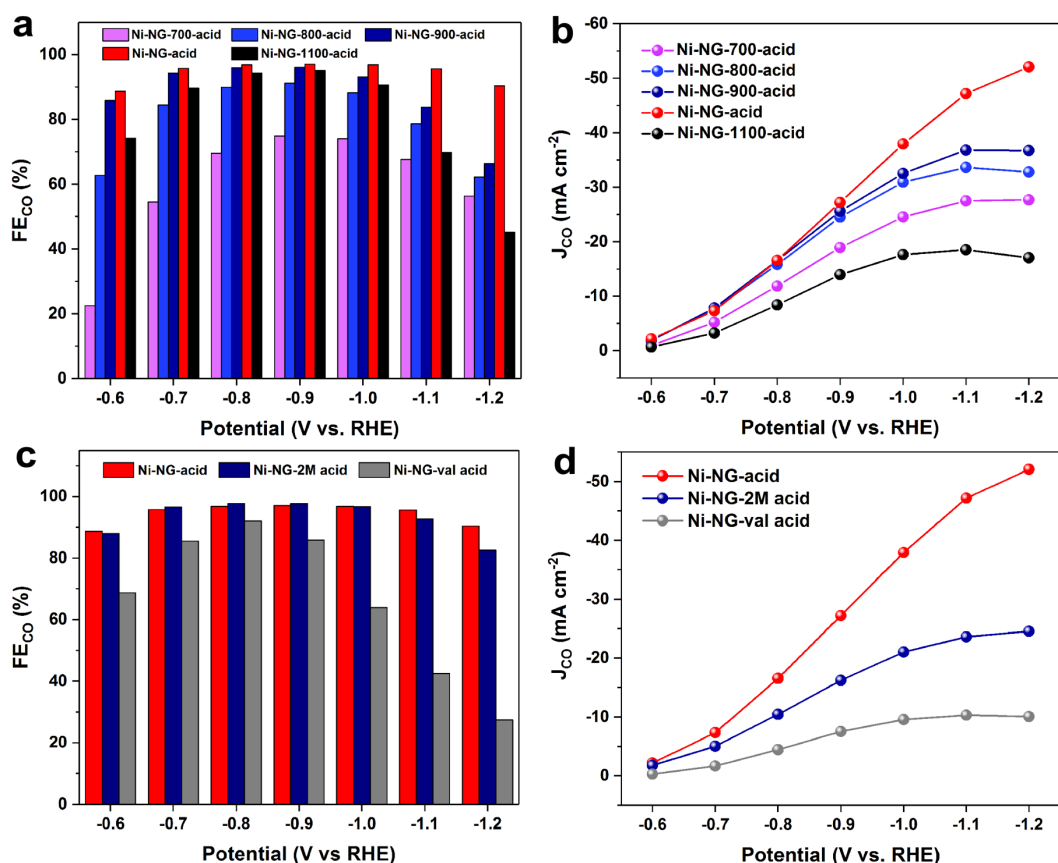 a
Ni-NG-700-acid Ni-NG-800-acid Ni-NG-900-acid
Ni-NG-acid Ni-NG-1100-acid
FE_CO (%)
100
80
60
40
20
0
-0.6 -0.7 -0.8 -0.9 -1.0 -1.1 -1.2
Potential (V vs. RHE)
b
Ni-NG-700-acid
Ni-NG-800-acid
Ni-NG-900-acid
Ni-NG-acid
Ni-NG-1100-acid
J_CO (mA cm⁻²)
-60
-50
-40
-30
-20
-10
0
-0.6 -0.7 -0.8 -0.9 -1.0 -1.1 -1.2
Potential (V vs. RHE)
c
Ni-NG-acid Ni-NG-2M acid Ni-NG-val acid
FE_CO (%)
100
80
60
40
20
0
-0.6 -0.7 -0.8 -0.9 -1.0 -1.1 -1.2
Potential (V vs RHE)
d
Ni-NG-acid
Ni-NG-2M acid
Ni-NG-val acid
J_CO (mA cm⁻²)
-50
-40
-30
-20
-10
0
-0.6 -0.7 -0.8 -0.9 -1.0 -1.1 -1.2
Potential (V vs RHE)